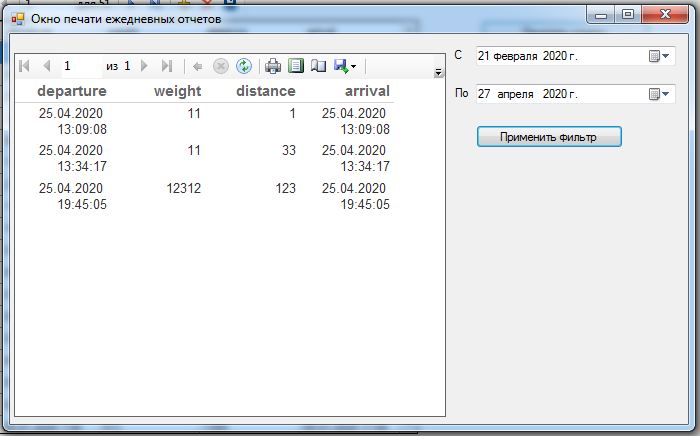 Окно печати ежедневных отчетов
1 из 1
departure weight distance arrival
25.04.2020 13:09:08 11 1 25.04.2020 13:09:08
25.04.2020 13:34:17 11 33 25.04.2020 13:34:17
25.04.2020 19:45:05 12312 123 25.04.2020 19:45:05
С 21 февраля 2020 г.
По 27 апреля 2020 г.
Применить фильтр